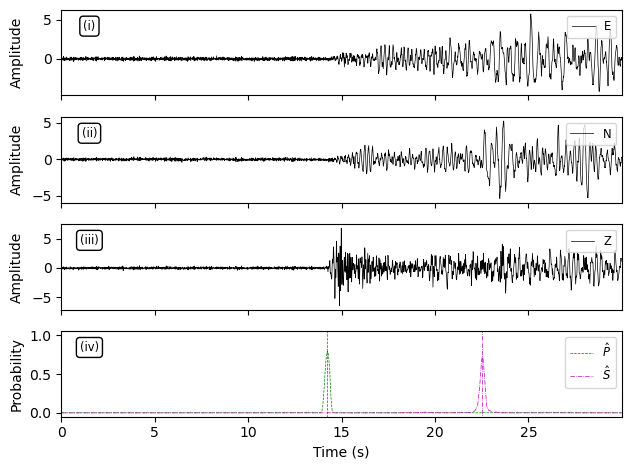 (i)
E
Amplitude
5
0
(ii)
N
Amplitude
5
0
−5
(iii)
Z
Amplitude
5
0
−5
(iv)
P̂
Ŝ
Probability
1.0
0.5
0.0
0 5 10 15 20 25
Time (s)